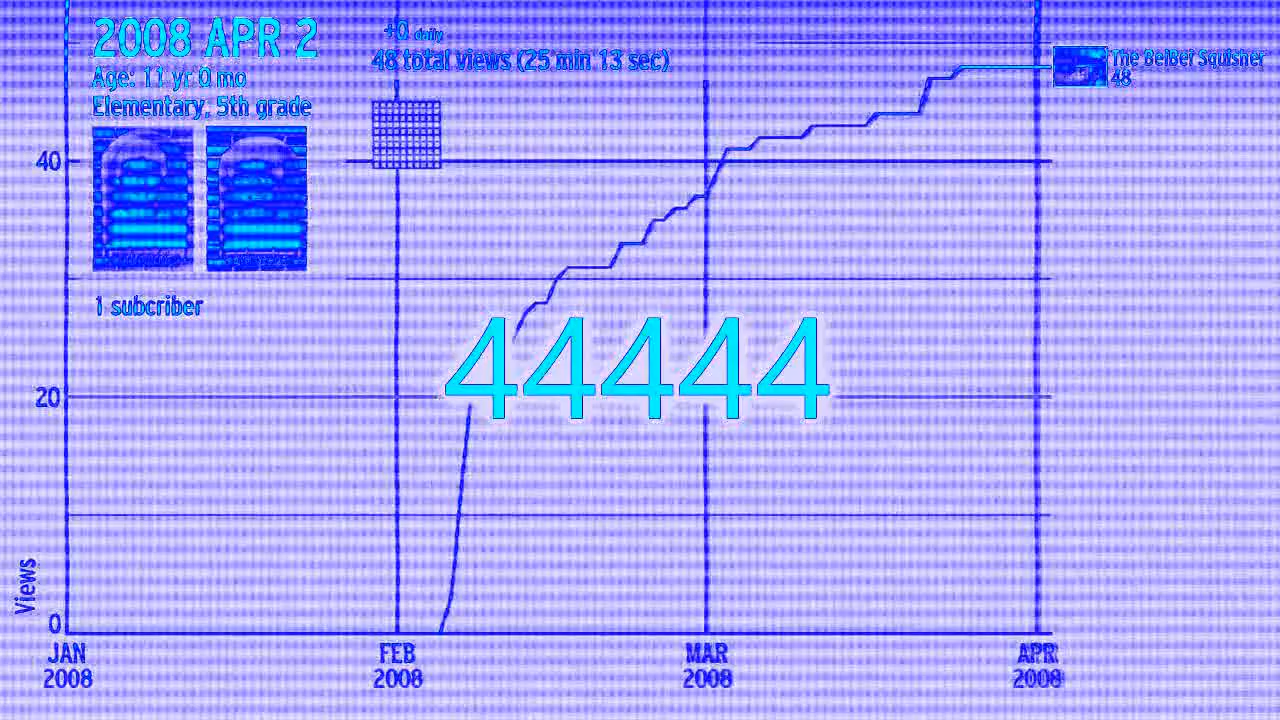 2008 APR 2
Age: 11 yr 0 mo
Elementary, 5th grade
+0 daily
48 total views (25 min 13 sec)
The BeiBei Squisher
48
1 subcriber
44444
40
20
0
Views
JAN
2008
FEB
2008
MAR
2008
APR
2008